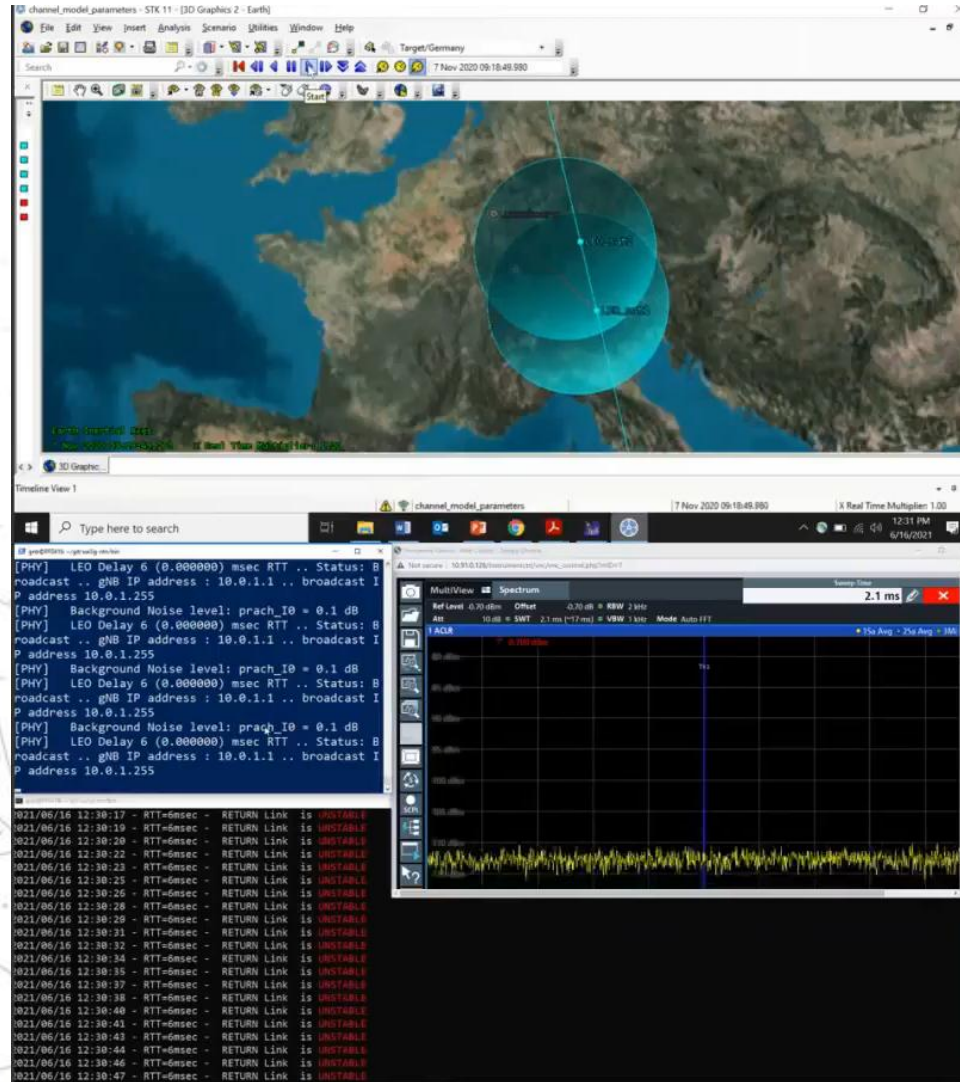 channel_model_parameters - STK 11 - [3D Graphics 2 - Earth]
File Edit View Insert Analysis Scenario Utilities Window Help
Target/Germany
Search
7 Nov 2020 09:18:49.980
Start
3D Graphic...
Timeline View 1
channel_model_parameters 7 Nov 2020 09:18:49.980 X Real Time Multiplier: 1.00
Type here to search
12:31 PM
6/16/2021
[PHY] LEO Delay 6 (0.000000) msec RTT .. Status: B
roadcast .. gNB IP address : 10.0.1.1 .. broadcast I
P address 10.0.1.255
[PHY] Background Noise level: prach_I0 = 0.1 dB
[PHY] LEO Delay 6 (0.000000) msec RTT .. Status: B
roadcast .. gNB IP address : 10.0.1.1 .. broadcast I
P address 10.0.1.255
[PHY] Background Noise level: prach_I0 = 0.1 dB
[PHY] LEO Delay 6 (0.000000) msec RTT .. Status: B
roadcast .. gNB IP address : 10.0.1.1 .. broadcast I
P address 10.0.1.255
[PHY] Background Noise level: prach_I0 = 0.1 dB
[PHY] LEO Delay 6 (0.000000) msec RTT .. Status: B
roadcast .. gNB IP address : 10.0.1.1 .. broadcast I
P address 10.0.1.255
Not secure
MultiView Spectrum
Sweep Time
2.1 ms
Ref Level -0.70 dBm Offset -0.70 dB RBW 2 kHz
Att 10 dB SWT 2.1 ms (~17 ms) VBW 1 kHz Mode Auto FFT
1 ACLR
SCPI
2021/06/16 12:30:17 - RTT=6msec - RETURN Link is UNSTABLE
2021/06/16 12:30:19 - RTT=6msec - RETURN Link is UNSTABLE
2021/06/16 12:30:20 - RTT=6msec - RETURN Link is UNSTABLE
2021/06/16 12:30:22 - RTT=6msec - RETURN Link is UNSTABLE
2021/06/16 12:30:23 - RTT=6msec - RETURN Link is UNSTABLE
2021/06/16 12:30:25 - RTT=6msec - RETURN Link is UNSTABLE
2021/06/16 12:30:26 - RTT=6msec - RETURN Link is UNSTABLE
2021/06/16 12:30:28 - RTT=6msec - RETURN Link is UNSTABLE
2021/06/16 12:30:29 - RTT=6msec - RETURN Link is UNSTABLE
2021/06/16 12:30:31 - RTT=6msec - RETURN Link is UNSTABLE
2021/06/16 12:30:32 - RTT=6msec - RETURN Link is UNSTABLE
2021/06/16 12:30:34 - RTT=6msec - RETURN Link is UNSTABLE
2021/06/16 12:30:35 - RTT=6msec - RETURN Link is UNSTABLE
2021/06/16 12:30:37 - RTT=6msec - RETURN Link is UNSTABLE
2021/06/16 12:30:38 - RTT=6msec - RETURN Link is UNSTABLE
2021/06/16 12:30:40 - RTT=6msec - RETURN Link is UNSTABLE
2021/06/16 12:30:41 - RTT=6msec - RETURN Link is UNSTABLE
2021/06/16 12:30:43 - RTT=6msec - RETURN Link is UNSTABLE
2021/06/16 12:30:44 - RTT=6msec - RETURN Link is UNSTABLE
2021/06/16 12:30:46 - RTT=6msec - RETURN Link is UNSTABLE
2021/06/16 12:30:47 - RTT=6msec - RETURN Link is UNSTABLE